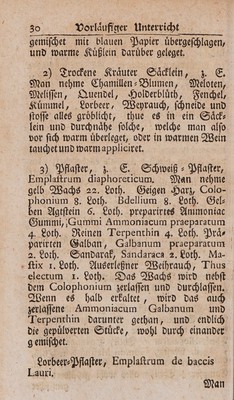 30 Vorläuffiger Unterricht
gemischet mit blauen Papier übergeschlagen,
und warme Küßlein darüber geleget.
2) Trockene Kräuter Säcklein, z. E.
Man nehme Chamillen-Blumen, Meloten,
Melissen, Quendel, Holderblüth, Fenchel,
Kümmel, Lorbeer, Weyrauch, schneide und
stosse alles gröblicht, thue es in ein Säck-
lein und durchnähe solche, welche man also
vor sich warm überleget, oder in warmen Wein
tauchet und warm appliciret.
3) Pflaster, z. E. Schweiß-Pflaster,
Emplastrum diaphoreticum. Man nehme
gelb Wachs 22. Loth. Geigen-Harz, Colo-
phonium 8. Loth. Bdellium 8. Loth. Gel-
ben Agtstein 6. Loth. præparirtes Ammoniac
Gummi, Gummi Ammoniacum præparatum
4. Loth. Reinen Terpenthin 4. Loth. Præ-
parirten Galban, Galbanum præparatum
2. Loth. Sandarak, Sandaraca 2. Loth. Ma-
stix 1. Loth. Auserleßner Weihrauch, Thus
electum 1. Loth. Das Wachs wird nebst
dem Colophonium zerlassen und durchlassen.
Wenn es halb erkaltet, wird das auch
zerlassene Ammoniacum Galbanum und
Terpenthin darunter gethan, und endlich
die gepülverten Stücke, wohl durch einander
gemischet.
Lorbeer-Pflaster, Emplastrum de baccis
Lauri.
Man